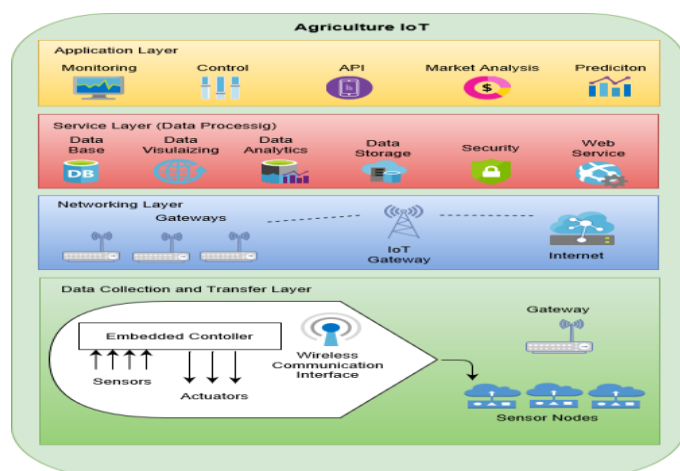 Agriculture IoT
Application Layer
Monitoring
Control
API
Market Analysis
Prediciton
$
Service Layer (Data Processig)
Data
Base
Data
Visulaizing
Data
Analytics
Data
Storage
Security
Web
Service
DB
Networking Layer
Gateways
IoT
Gateway
Internet
Data Collection and Transfer Layer
Embedded Contoller
Sensors
Actuators
Wireless
Communication
Interface
Gateway
Sensor Nodes